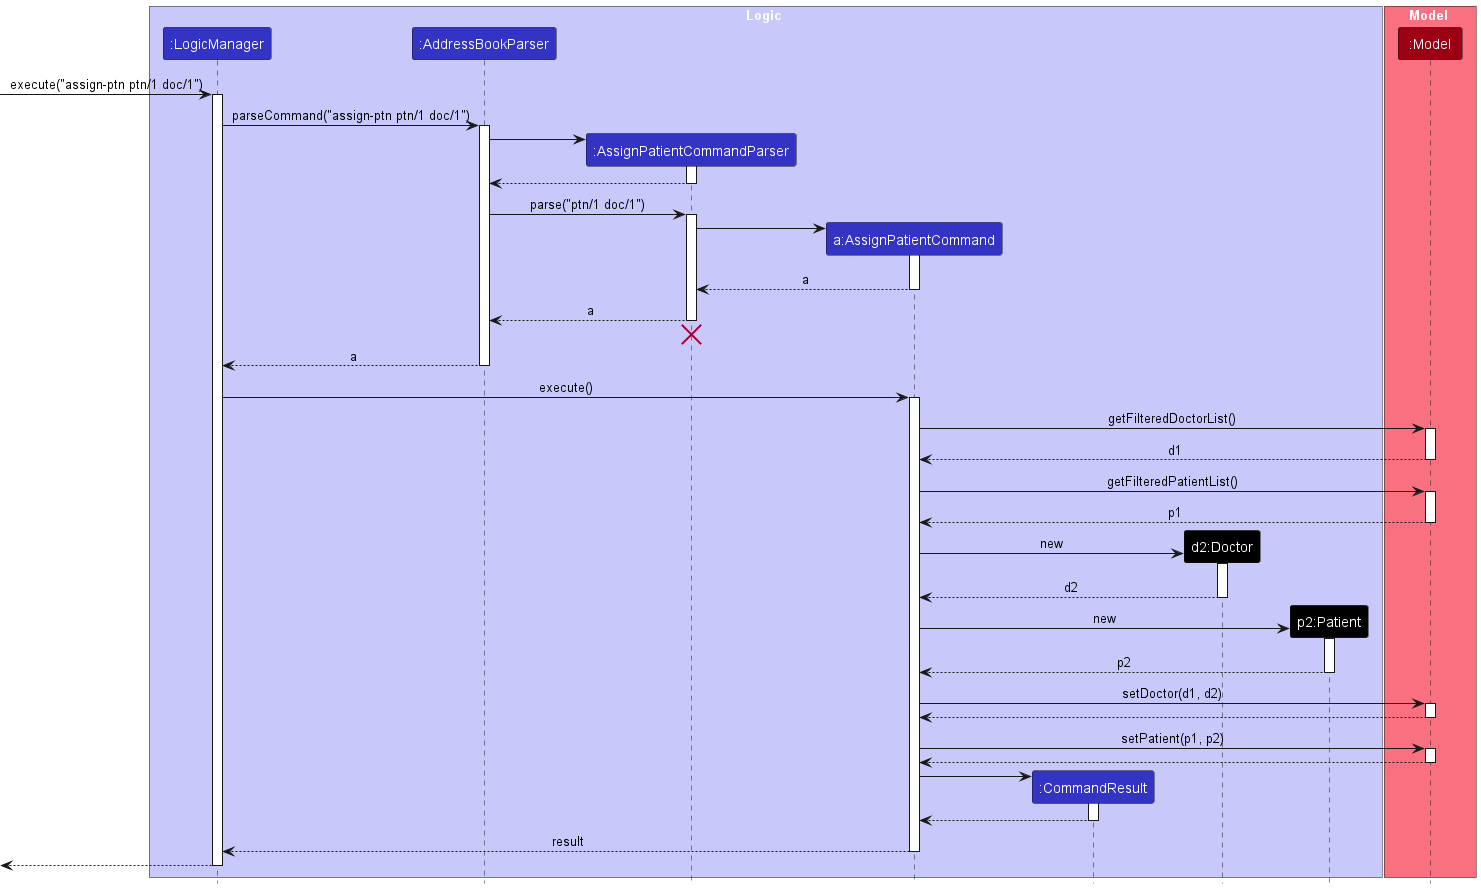 Logic
Model
:LogicManager
:AddressBookParser
:Model
execute("assign-ptn ptn/1 doc/1")
parseCommand("assign-ptn ptn/1 doc/1")
:AssignPatientCommandParser
parse("ptn/1 doc/1")
a:AssignPatientCommand
a
a
a
execute()
getFilteredDoctorList()
d1
getFilteredPatientList()
p1
new
d2:Doctor
d2
new
p2:Patient
p2
setDoctor(d1, d2)
setPatient(p1, p2)
:CommandResult
result